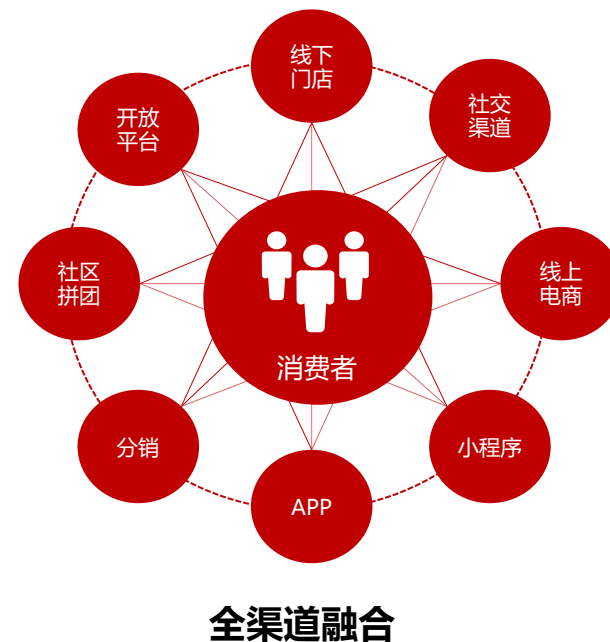 线下
门店
社交
渠道
开放
平台
社区
拼团
线上
电商
消费者
分销
小程序
APP
全渠道融合